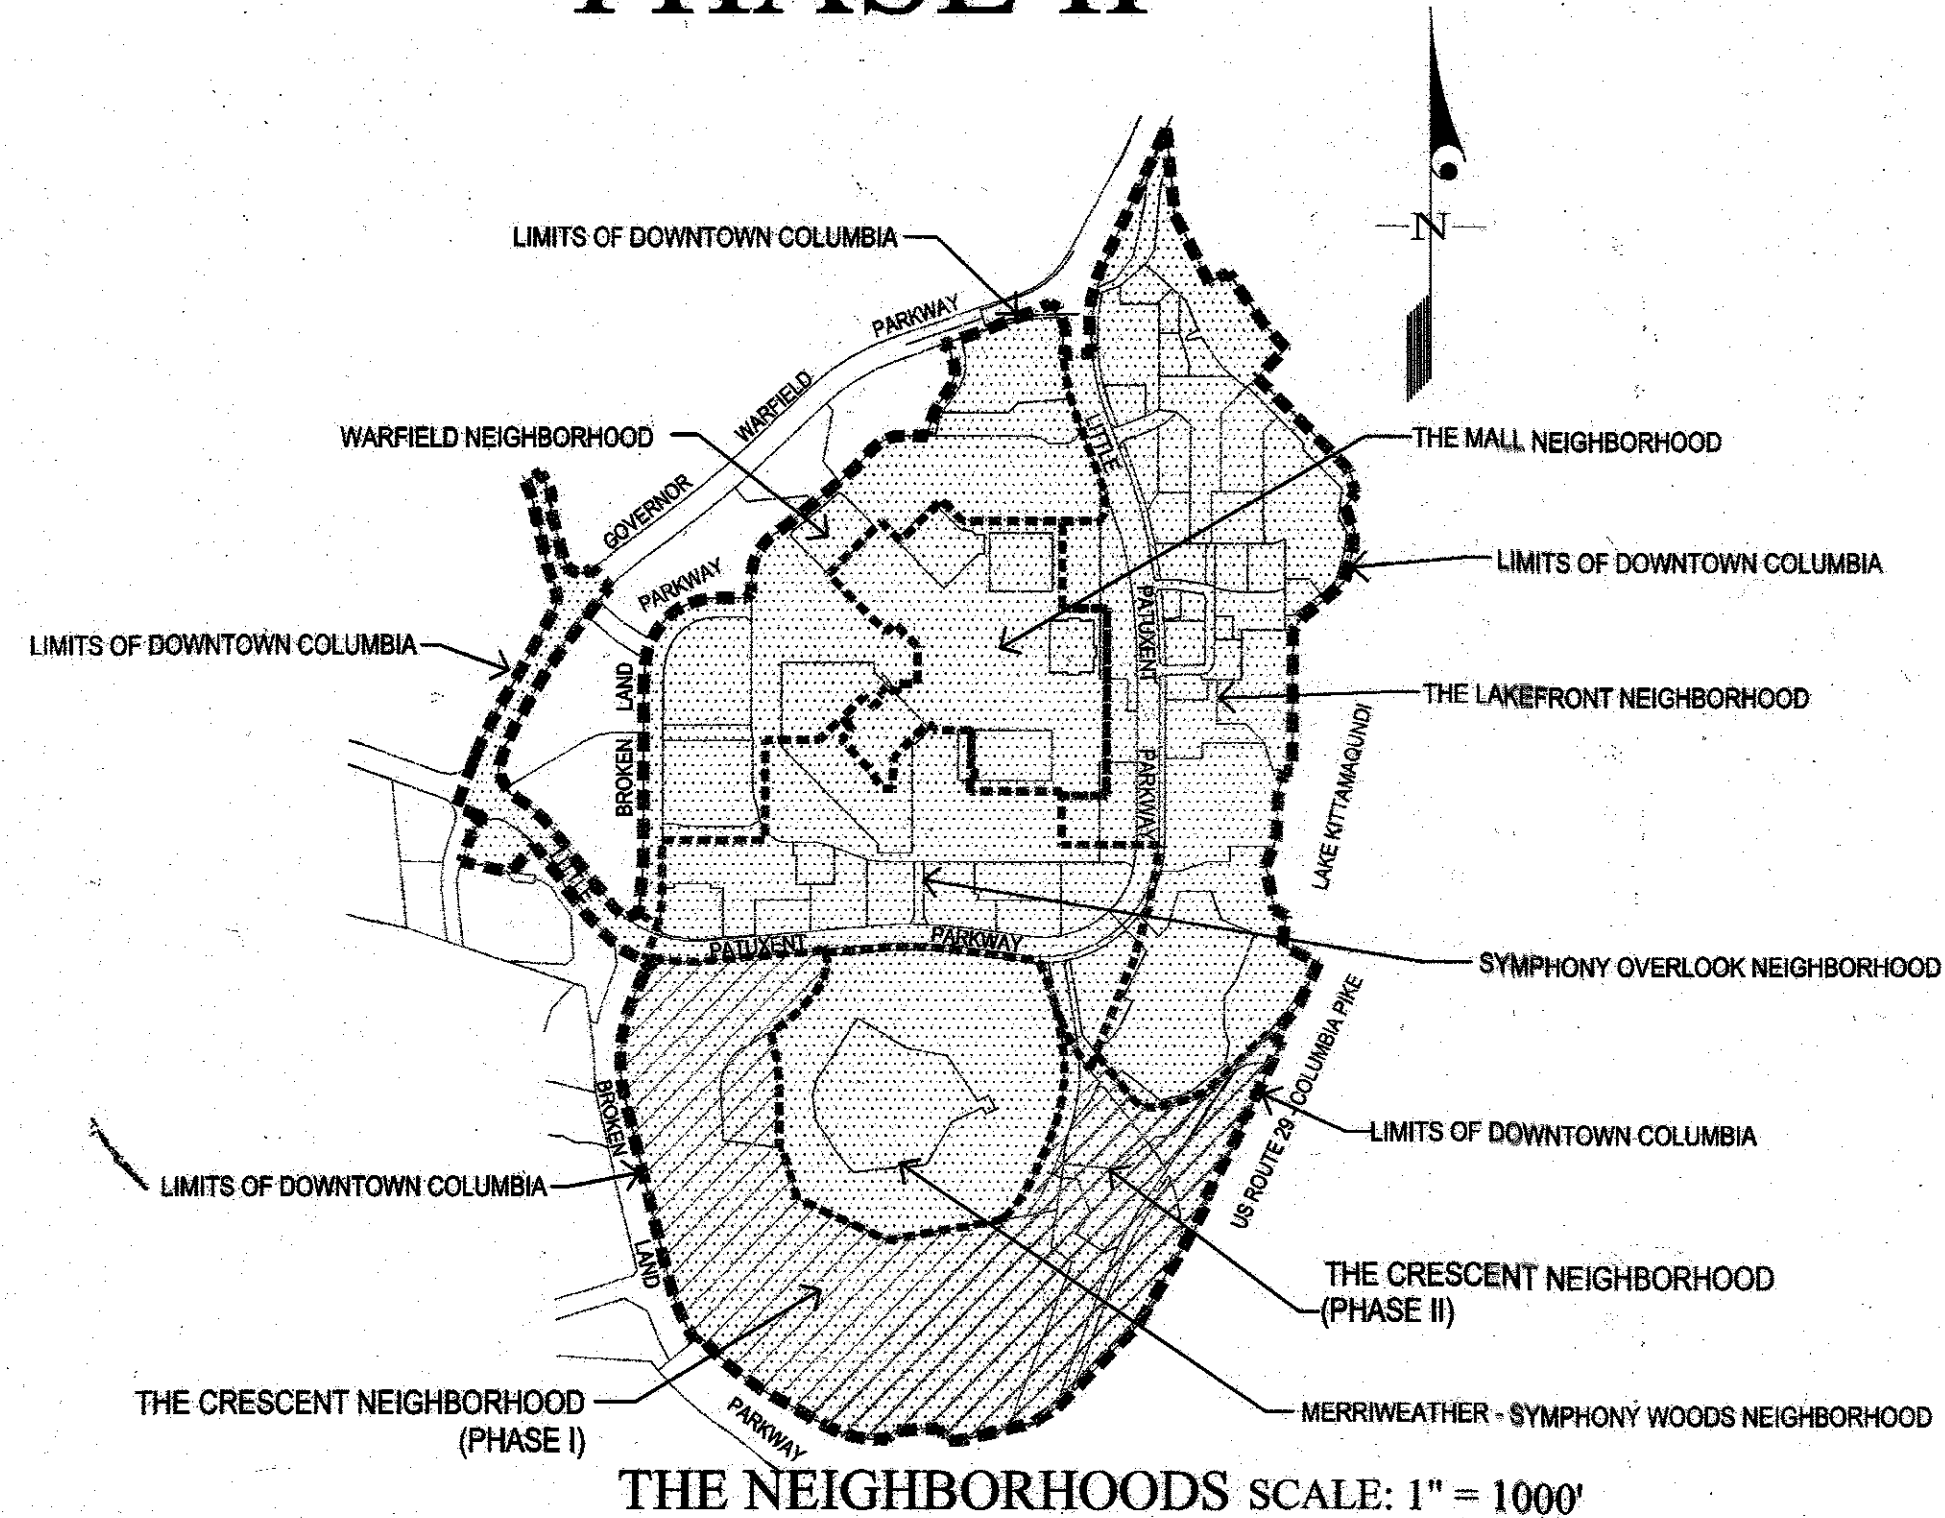 PHASE II
N
LIMITS OF DOWNTOWN COLUMBIA
PARKWAY
WARFIELD
GOVERNOR
WARFIELD NEIGHBORHOOD
LITTLE
THE MALL NEIGHBORHOOD
LIMITS OF DOWNTOWN COLUMBIA
PARKWAY
PATUXENT
LIMITS OF DOWNTOWN COLUMBIA
LAND
BROKEN
THE LAKEFRONT NEIGHBORHOOD
PARKWAY
LAKE KITTAMAQUNDI
LITTLE
PATUXENT
PARKWAY
SYMPHONY OVERLOOK NEIGHBORHOOD
US ROUTE 29 - COLUMBIA PIKE
BROKEN
LAND
LIMITS OF DOWNTOWN COLUMBIA
LIMITS OF DOWNTOWN COLUMBIA
THE CRESCENT NEIGHBORHOOD
(PHASE II)
THE CRESCENT NEIGHBORHOOD
(PHASE I)
PARKWAY
MERRIWEATHER - SYMPHONY WOODS NEIGHBORHOOD
THE NEIGHBORHOODS SCALE: 1" = 1000'